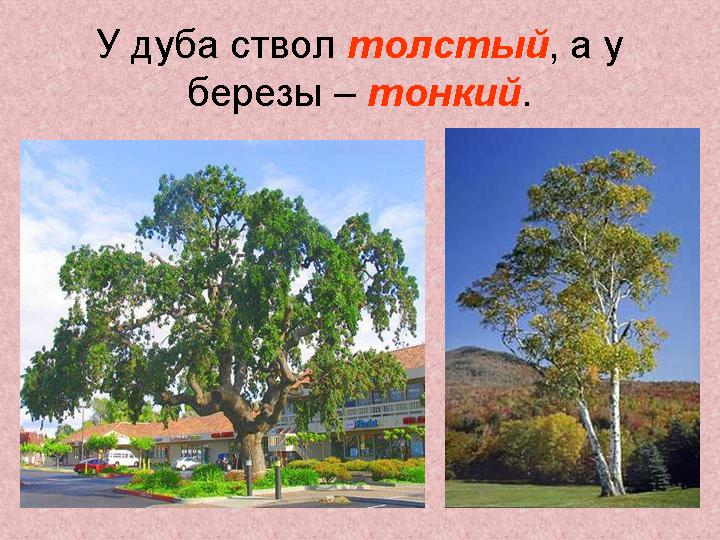 У дуба ствол толстый, а у
березы – тонкий.